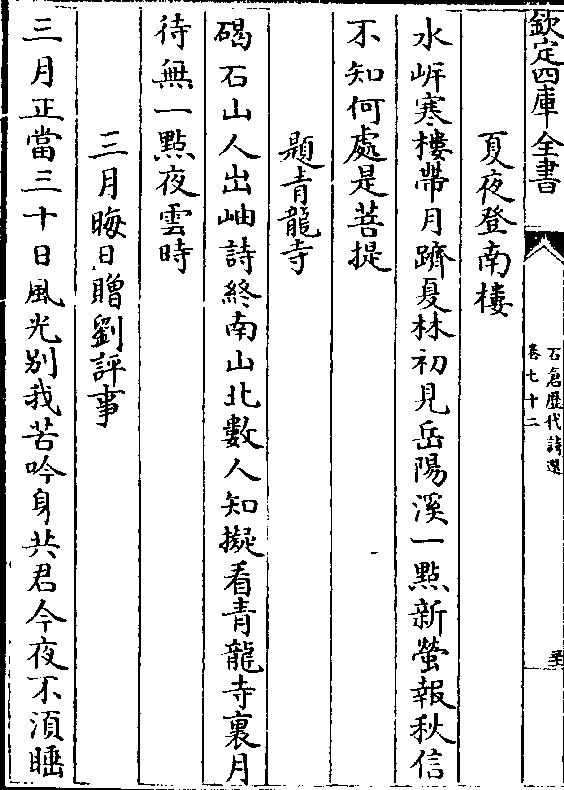 欽定四庫全書
石倉歷代詩選
卷七十二
夏夜登南樓
水㟁寒樓帶月躋夏林初見岳陽溪一點新螢報秋信
不知何處是菩提
題青龍寺
碣石山人出岫詩終南山北數人知擬看青龍寺裏月
待無一點夜雲時
三月晦日贈劉評事
三月正當三十日風光别我苦吟身共君今夜不湏睡